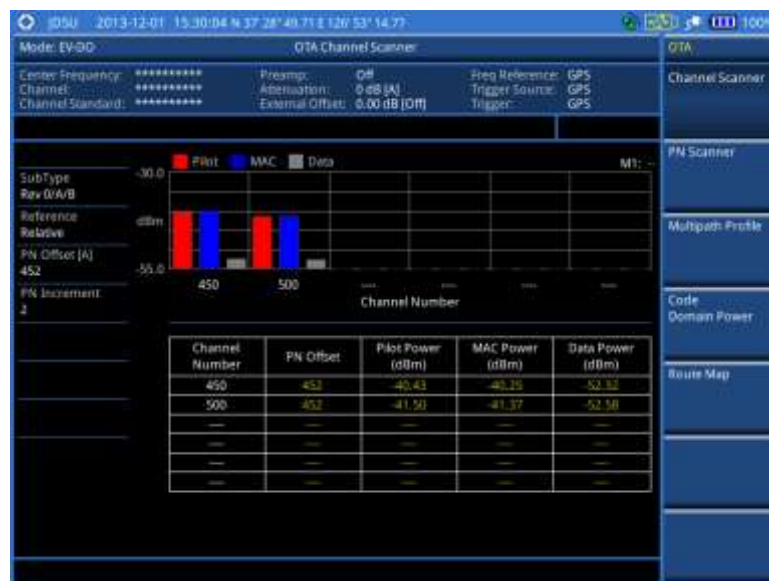 JDSU 2013-12-01 15:30:04 N 37 28' 49.71 E 126' 53' 14.77 100%
Mode: EV-DO OTA Channel Scanner OTA
Center Frequency: ********** Preamp: Off Freq Reference: GPS
Channel: ********** Attenuation: 0 dB [A] Trigger Source: GPS
Channel Standard: ********** External Offset: 0.00 dB [Off] Trigger: GPS
Channel Scanner
PN Scanner
Multipath Profile
Code
Domain Power
Route Map
SubType
Rev 0/A/B
Reference
Relative
PN Offset [A]
452
PN Increment
2
Pilot MAC Data M1: --
-30.0
dBm
-55.0
450 500 ---- ---- ---- ----
Channel Number
Channel Number PN Offset Pilot Power (dBm) MAC Power (dBm) Data Power (dBm)
450 452 -40.43 -40.25 -52.32
500 452 -41.50 -41.37 -52.58
---- ---- ---- ---- ----
---- ---- ---- ---- ----
---- ---- ---- ---- ----
---- ---- ---- ---- ----